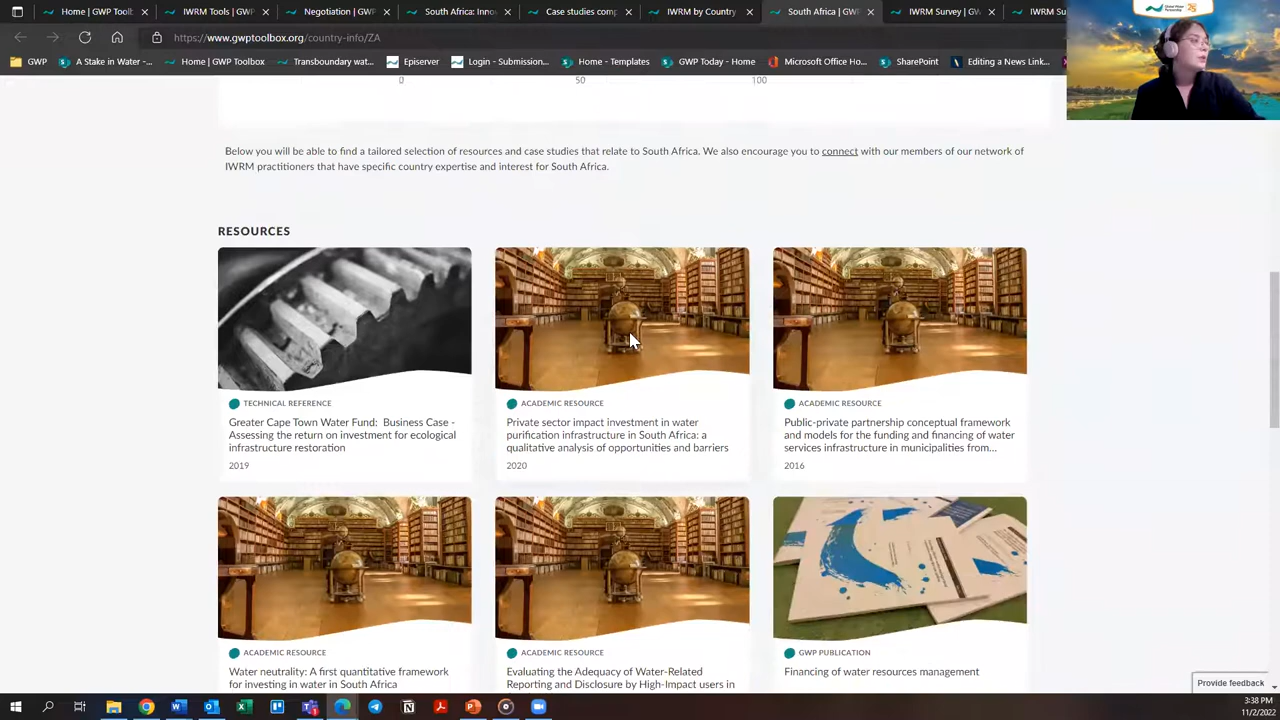 Home | GWP Toolb
IWRM Tools | GWP
Negotiation | GWP
South Africa: Inno
Case studies comp
IWRM by Country
South Africa | GWP
IWRM Survey | GW
IWRM Su
https://www.gwptoolbox.org/country-info/ZA
GWP
A Stake in Water -...
Home | GWP Toolbox
Transboundary wat...
Episerver
Login - Submission...
Home - Templates
GWP Today - Home
Microsoft Office Ho...
SharePoint
Editing a News Link...
0 50 100
Below you will be able to find a tailored selection of resources and case studies that relate to South Africa. We also encourage you to connect with our members of our network of
IWRM practitioners that have specific country expertise and interest for South Africa.
RESOURCES
TECHNICAL REFERENCE
Greater Cape Town Water Fund: Business Case -
Assessing the return on investment for ecological
infrastructure restoration
2019
ACADEMIC RESOURCE
Private sector impact investment in water
purification infrastructure in South Africa: a
qualitative analysis of opportunities and barriers
2020
ACADEMIC RESOURCE
Public-private partnership conceptual framework
and models for the funding and financing of water
services infrastructure in municipalities from...
2016
ACADEMIC RESOURCE
Water neutrality: A first quantitative framework
for investing in water in South Africa
ACADEMIC RESOURCE
Evaluating the Adequacy of Water-Related
Reporting and Disclosure by High-Impact users in
GWP PUBLICATION
Financing of water resources management
Provide feedback
3:38 PM
11/2/2022